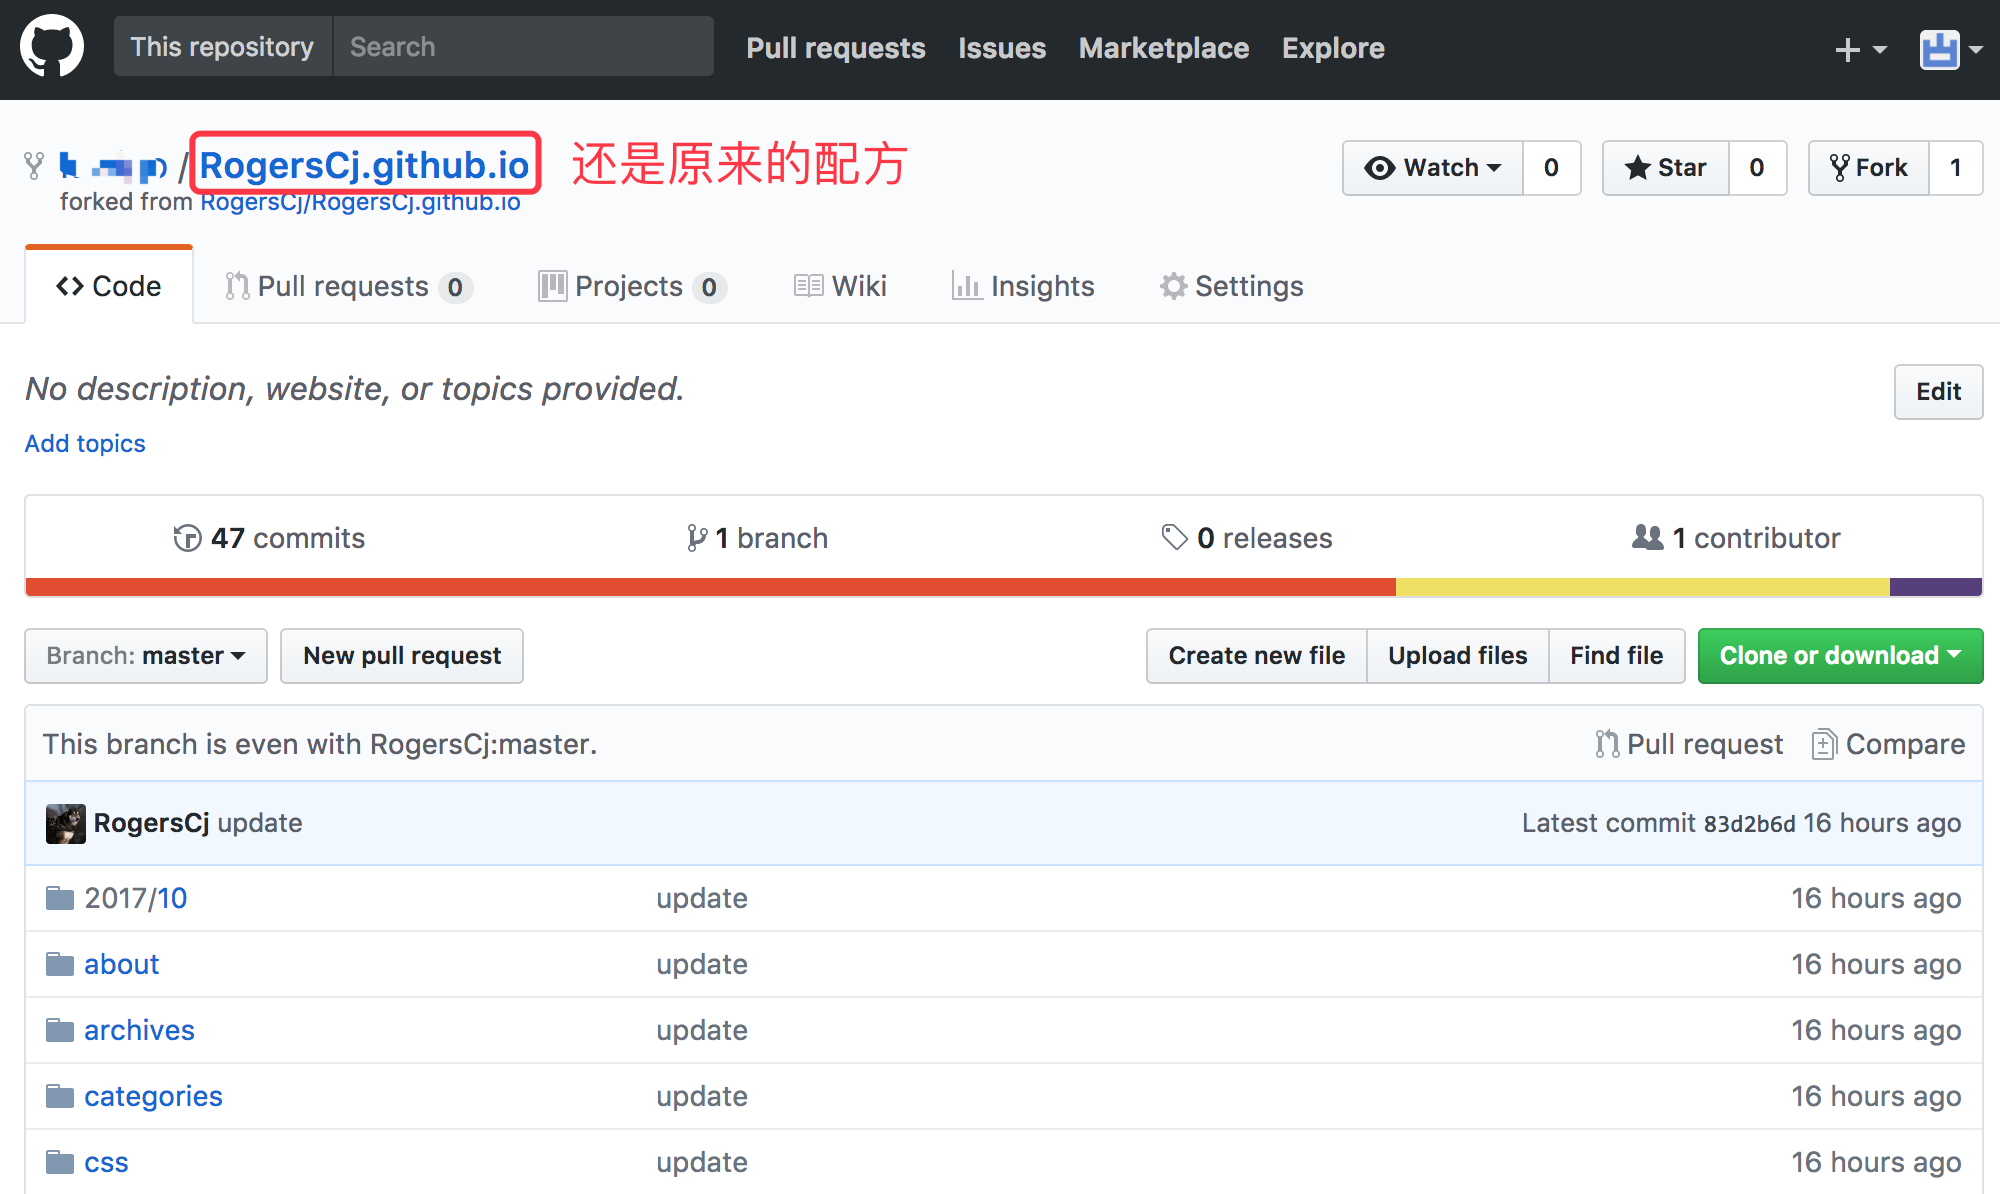 This repository Search Pull requests Issues Marketplace Explore
/ RogersCj.github.io 还是原来的配方 Watch 0 Star 0 Fork 1
forked from RogersCj/RogersCj.github.io
Code Pull requests 0 Projects 0 Wiki Insights Settings
No description, website, or topics provided. Edit
Add topics
47 commits 1 branch 0 releases 1 contributor
Branch: master New pull request Create new file Upload files Find file Clone or download
This branch is even with RogersCj:master. Pull request Compare
RogersCj update Latest commit 83d2b6d 16 hours ago
2017/10 update 16 hours ago
about update 16 hours ago
archives update 16 hours ago
categories update 16 hours ago
css update 16 hours ago